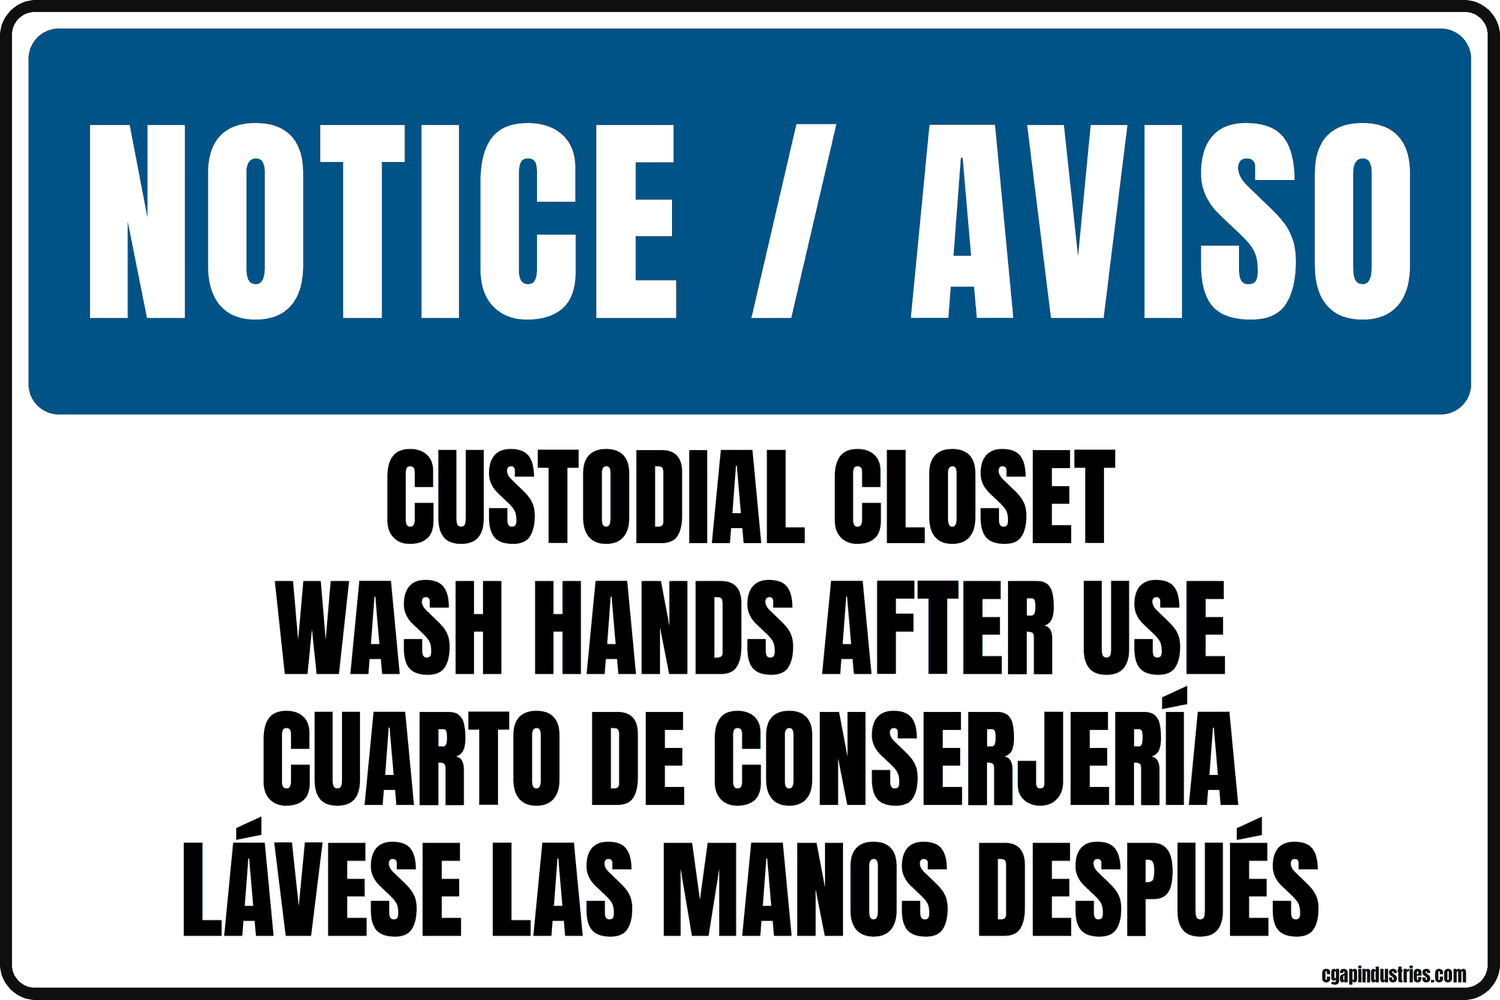 NOTICE / AVISO
CUSTODIAL CLOSET
WASH HANDS AFTER USE
CUARTO DE CONSERJERÍA
LÁVESE LAS MANOS DESPUÉS
cgapindustries.com